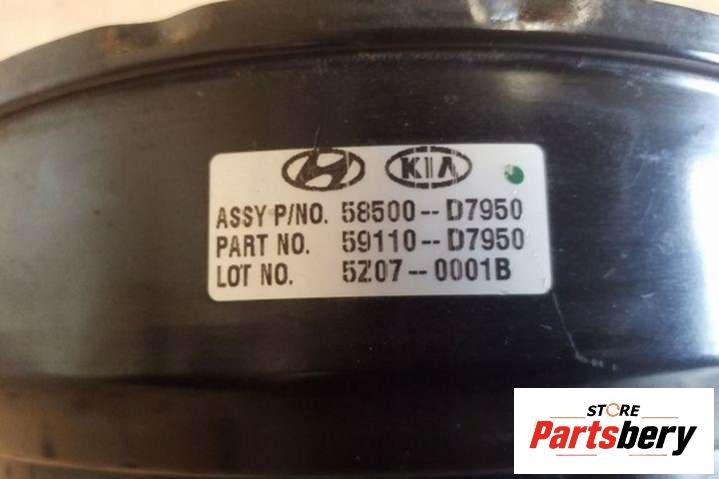 KIA
ASSY P/NO. 58500--D7950
PART NO. 59110--D7950
LOT NO. 5Z07--0001B
STORE
Partsbery